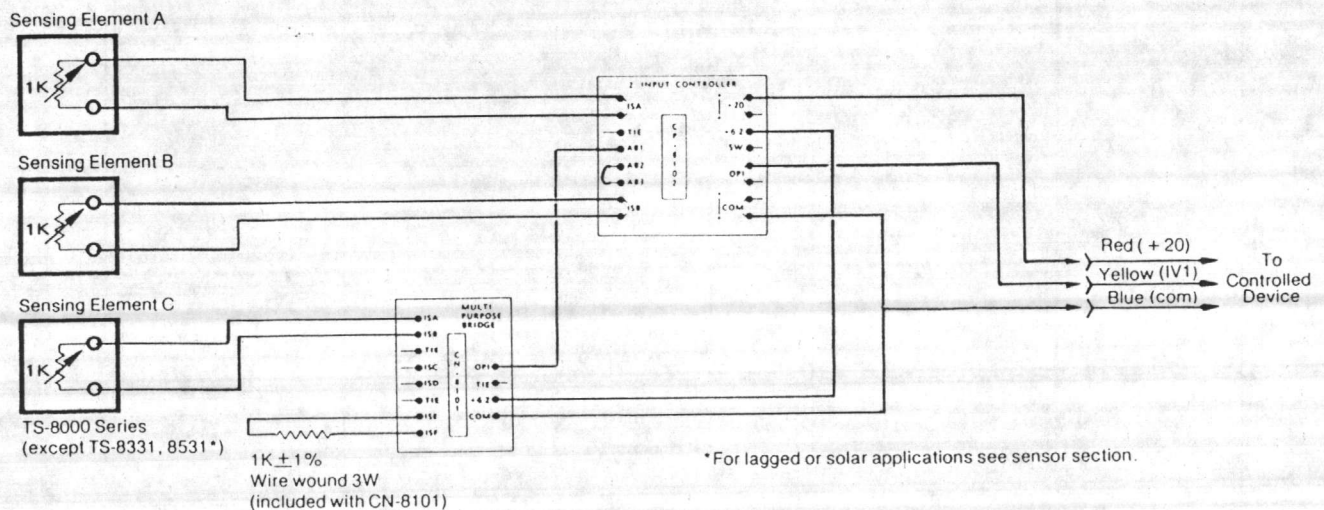 Sensing Element A
1K
Sensing Element B
1K
Sensing Element C
1K
TS-8000 Series
(except TS-8331, 8531*)
1K ± 1%
Wire wound 3W
(included with CN-8101)
INPUT CONTROLLER
ISA
TIE
AB1
AB2
AB3
ISB
-20
+6.2
SW
OP1
COM
MULTI
PURPOSE
BRIDGE
ISA
ISB
TIE
ISC
ISD
TIE
ISE
ISF
OP1
TIE
+6.2
COM
Red ( + 20)
Yellow (IV1)
Blue (com)
To
Controlled
Device
*For lagged or solar applications see sensor section.